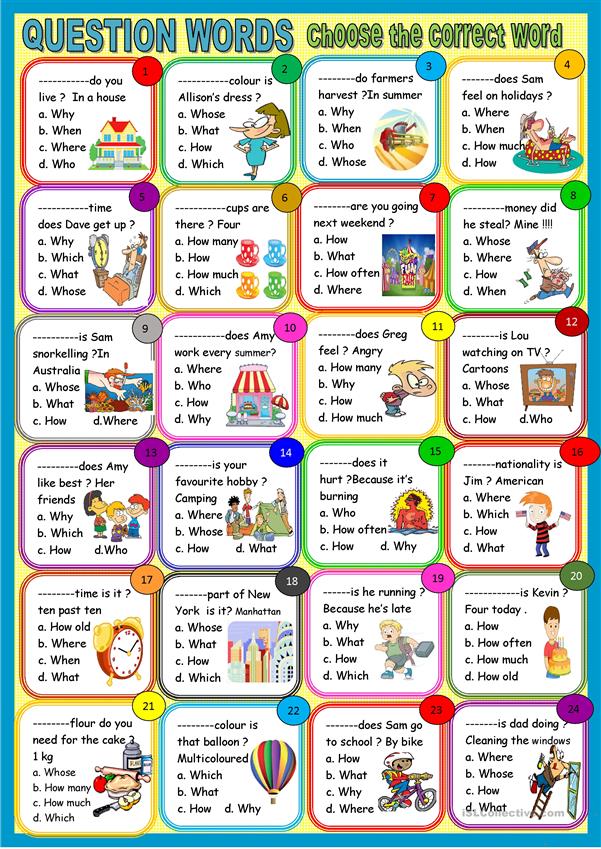 QUESTION WORDS Choose the correct word
1
-----------do you
live ? In a house
a. Why
b. When
c. Where
d. Who
2
-----------colour is
Allison's dress ?
a. Whose
b. What
c. How
d. Which
3
--------do farmers
harvest ?In summer
a. Why
b. When
c. Who
d. Whose
4
-------does Sam
feel on holidays ?
a. Where
b. When
c. How much
d. How
5
-----------time
does Dave get up ?
a. Why
b. Which
c. What
d. Whose
6
----------cups are
there ? Four
a. How many
b. How
c. How much
d. Which
7
--------are you going
next weekend ?
a. How
b. What
c. How often
d. Where
FUN
8
---------money did
he steal? Mine !!!!
a. Whose
b. Where
c. How
d. When
9
----------is Sam
snorkelling ?In
Australia
a. Whose
b. What
c. How d.Where
10
----------does Amy
work every summer?
a. Where
b. Who
c. How
d. Why
11
-------does Greg
feel ? Angry
a. How many
b. Why
c. How
d. How much
12
---------is Lou
watching on TV ?
Cartoons
a. Whose
b. What
c. How d.Who
13
--------does Amy
like best ? Her
friends
a. Why
b. Which
c. How d.Who
14
--------is your
favourite hobby ?
Camping
a. Where
b. Whose
c. How d. What
15
-------does it
hurt ?Because it's
burning
a. Who
b. How often
c. How d. Why
16
-------nationality is
Jim ? American
a. Where
b. Which
c. How
d. What
17
--------time is it ?
ten past ten
a. How old
b. Where
c. When
d. What
18
-------part of New
York is it? Manhattan
a. Whose
b. What
c. How
d. Which
19
------is he running ?
Because he's late
a. Why
b. What
c. How
d. Which
20
---------is Kevin ?
Four today .
a. How
b. How often
c. How much
d. How old
21
--------flour do you
need for the cake ?
1 kg
a. Whose
b. How many
c. How much
d. Which
22
--------colour is
that balloon ?
Multicoloured
a. Which
b. What
c. How d. Why
23
-------does Sam go
to school ? By bike
a. How
b. What
c. Why
d. Where
24
-------is dad doing ?
Cleaning the windows
a. Where
b. Whose
c. How
d. What
iSLCollective.com